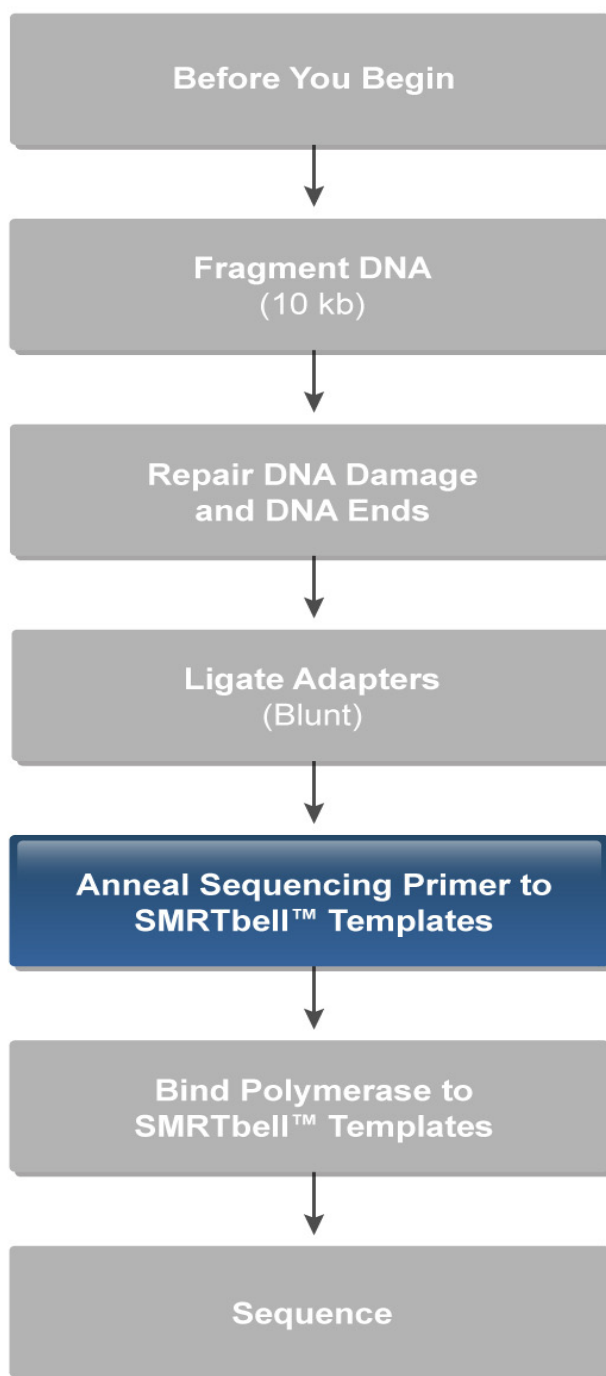 Before You Begin
Fragment DNA
(10 kb)
Repair DNA Damage
and DNA Ends
Ligate Adapters
(Blunt)
Anneal Sequencing Primer to
SMRTbell™ Templates
Bind Polymerase to
SMRTbell™ Templates
Sequence